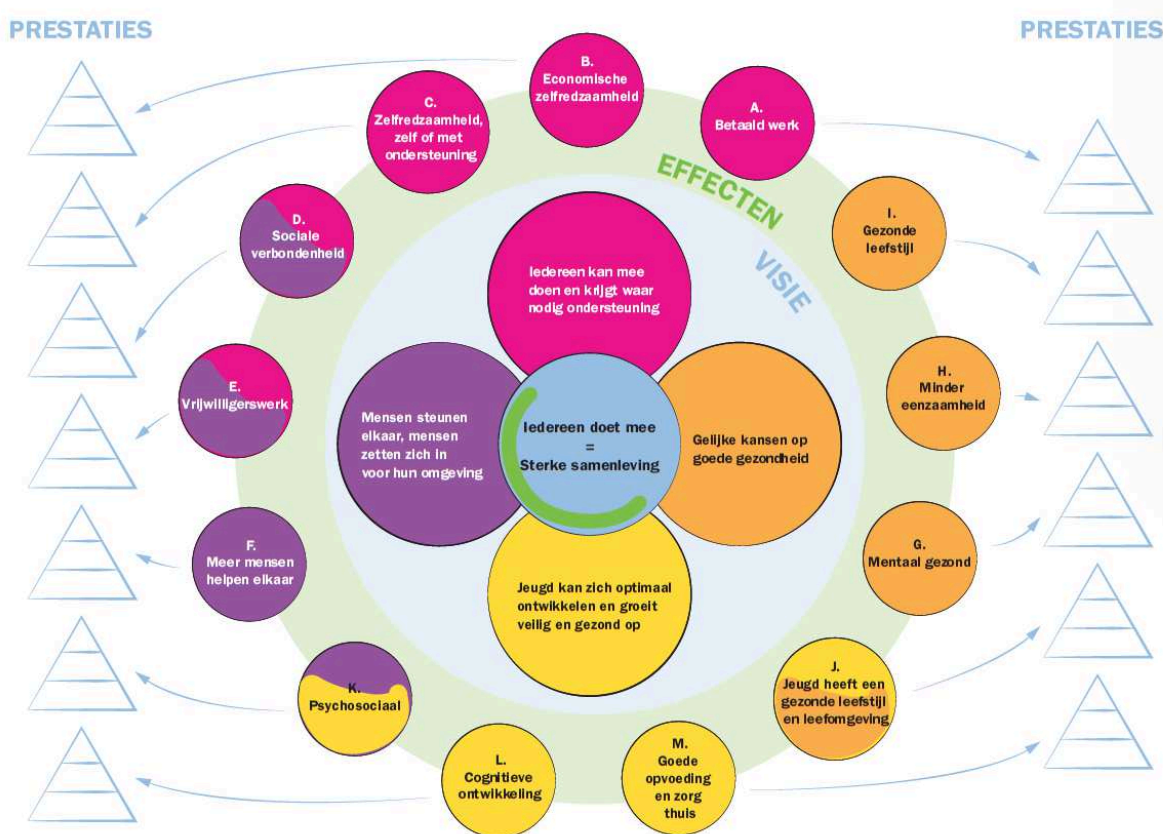 PRESTATIES
PRESTATIES
B.
Economische
zelfredzaamheid
A.
Betaald werk
C.
Zelfredzaamheid,
zelf of met
ondersteuning
EFFECTEN
I.
Gezonde
leefstijl
D.
Sociale
verbondenheid
VISIE
Iedereen kan mee
doen en krijgt waar
nodig ondersteuning
H.
Minder
eenzaamheid
E.
Vrijwilligerswerk
Mensen steunen
elkaar, mensen
zetten zich in
voor hun omgeving
Iedereen doet mee
=
Sterke samenleving
Gelijke kansen op
goede gezondheid
G.
Mentaal gezond
F.
Meer mensen
helpen elkaar
Jeugd kan zich optimaal
ontwikkelen en groeit
veilig en gezond op
J.
Jeugd heeft een
gezonde leefstijl
en leefomgeving
K.
Psychosociaal
L.
Cognitieve
ontwikkeling
M.
Goede
opvoeding
en zorg
thuis